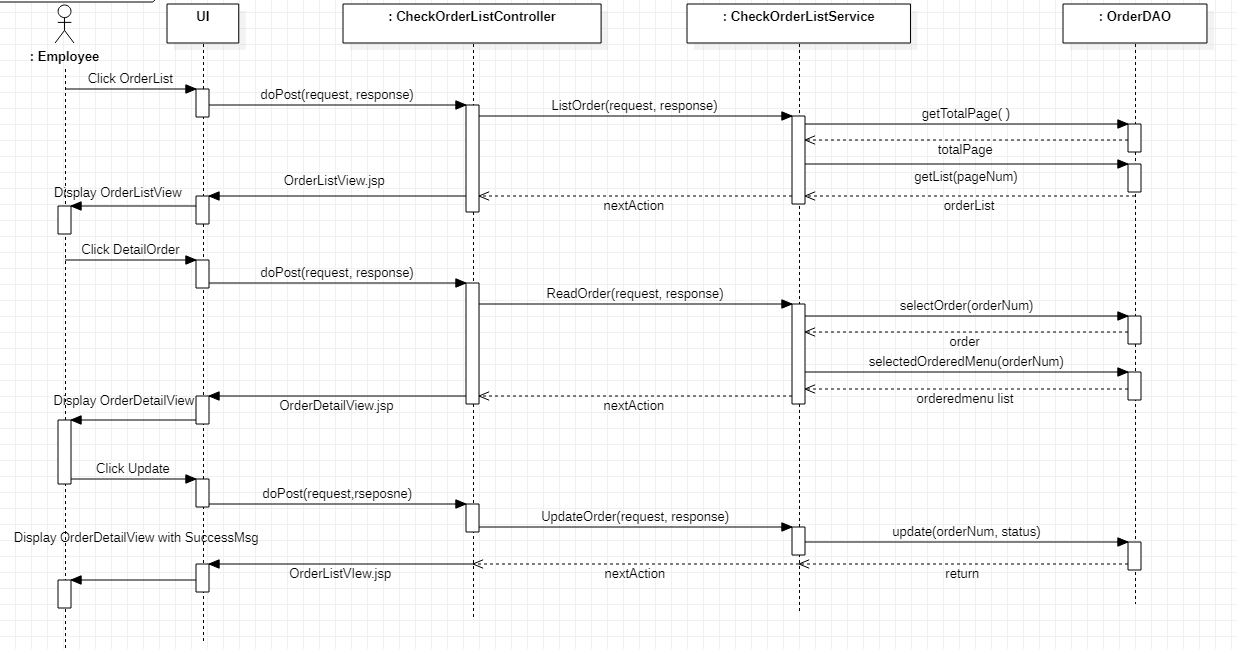 UI
: CheckOrderListController
: CheckOrderListService
: OrderDAO
: Employee
Click OrderList
doPost(request, response)
ListOrder(request, response)
getTotalPage( )
totalPage
getList(pageNum)
orderList
nextAction
OrderListView.jsp
Display OrderListView
Click DetailOrder
doPost(request, response)
ReadOrder(request, response)
selectOrder(orderNum)
order
selectedOrderedMenu(orderNum)
orderedmenu list
nextAction
OrderDetailView.jsp
Display OrderDetailView
Click Update
doPost(request,rseposne)
UpdateOrder(request, response)
update(orderNum, status)
return
nextAction
OrderListVIew.jsp
Display OrderDetailView with SuccessMsg